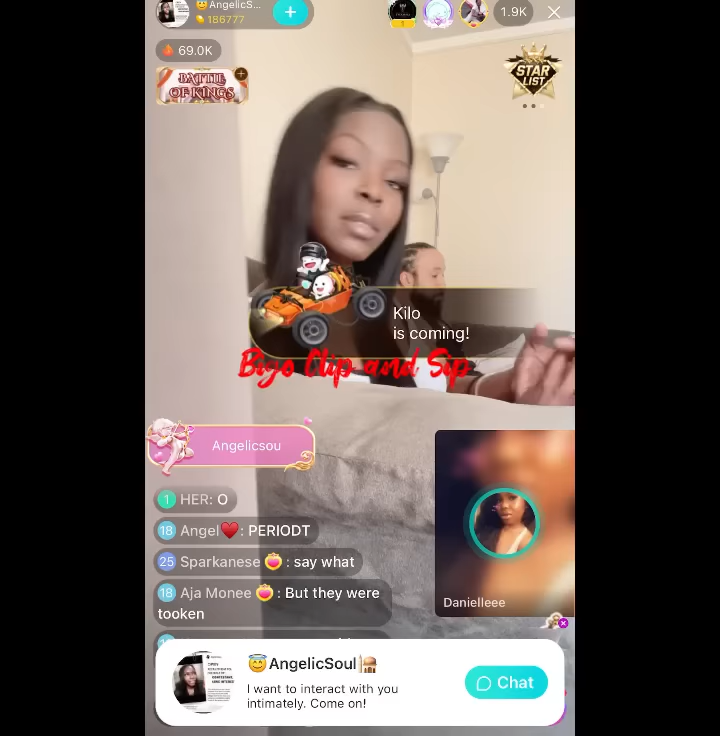 😇AngelicS...
186777
1.9K
69.0K
BATTLE
OF KINGS
STAR
LIST
Kilo
is coming!
Bigo Clip and Sip
Angelicsou
1 HER: O
18 Angel❤️: PERIODT
25 Sparkanese : say what
18 Aja Monee : But they were
tooken
Danielleee
😇AngelicSoul🕌
I want to interact with you
intimately. Come on!
Chat